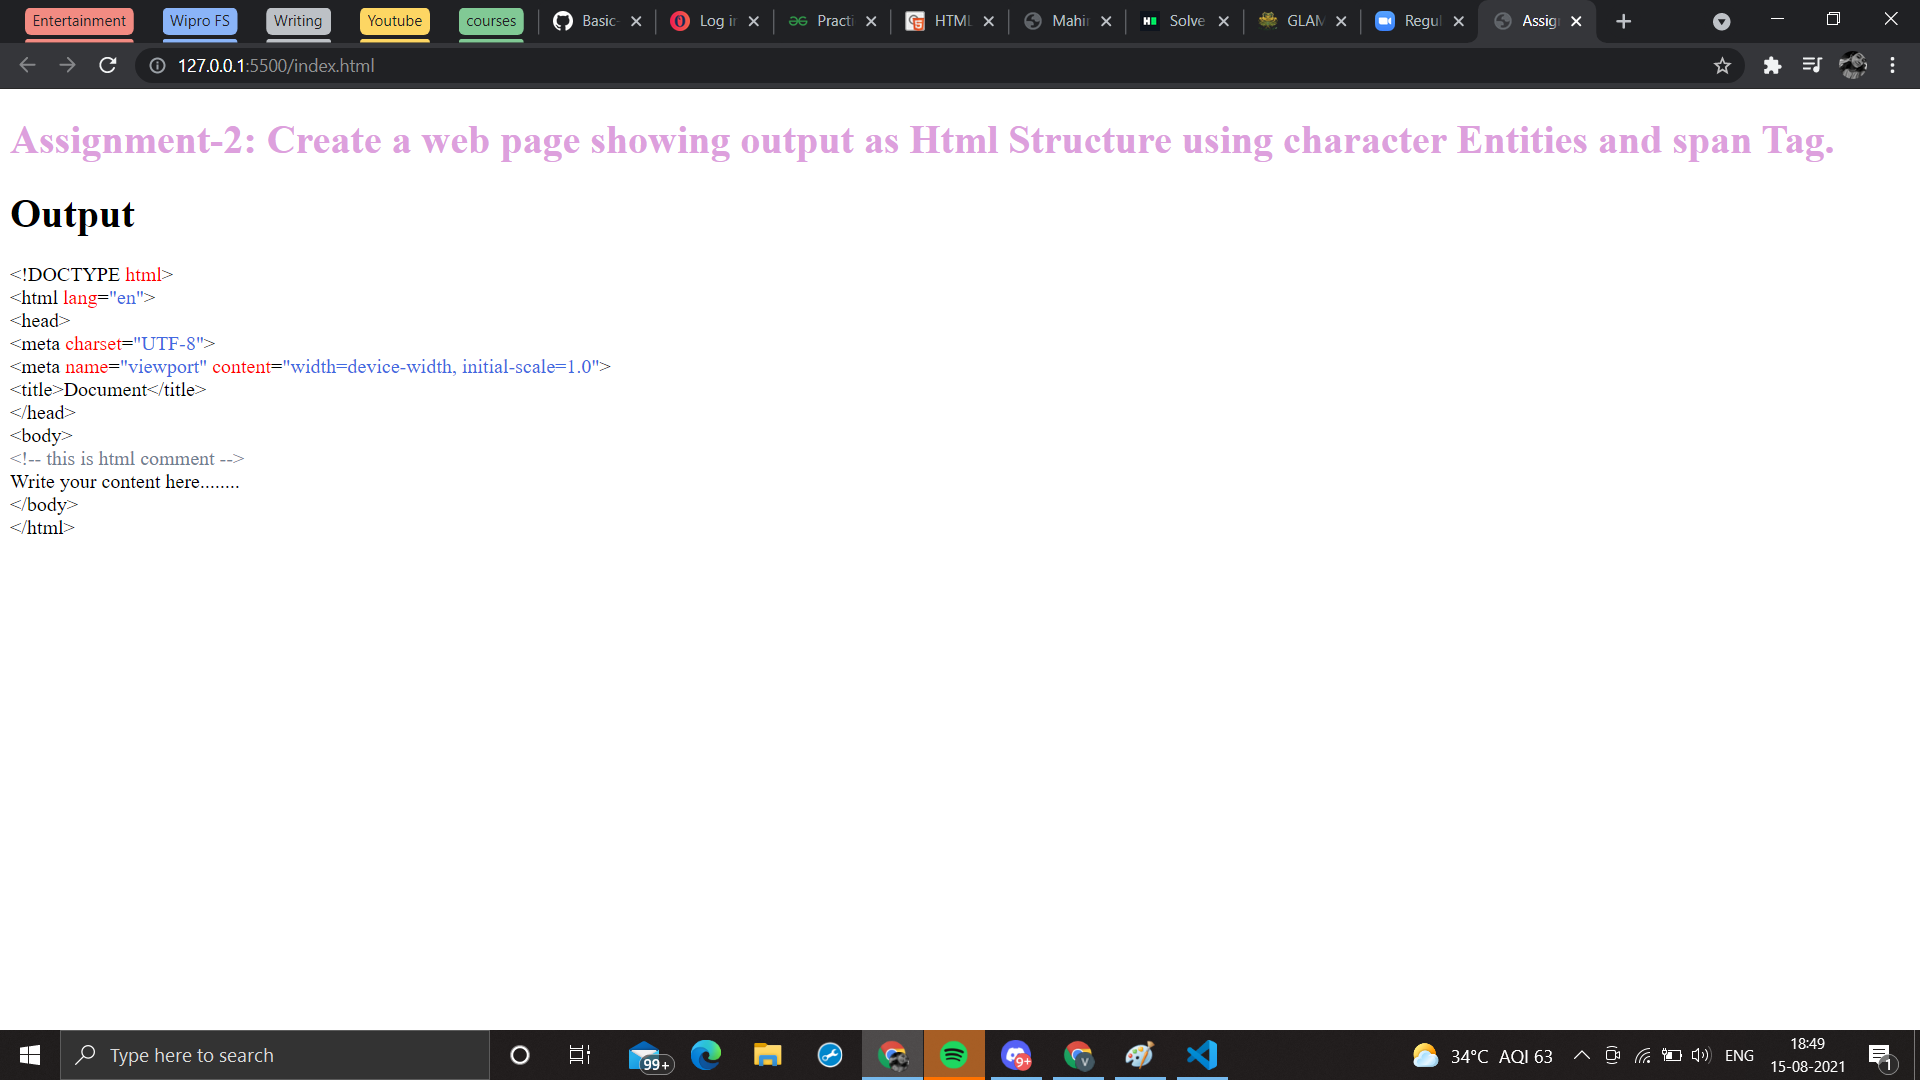 Entertainment Wipro FS Writing Youtube courses Basic- Log in Practi HTML Mahir Solve GLAM Regul Assig
127.0.0.1:5500/index.html
Assignment-2: Create a web page showing output as Html Structure using character Entities and span Tag.
Output
<!DOCTYPE html>
<html lang="en">
<head>
<meta charset="UTF-8">
<meta name="viewport" content="width=device-width, initial-scale=1.0">
<title>Document</title>
</head>
<body>
<!-- this is html comment -->
Write your content here........
</body>
</html>
Type here to search 99+ 9+ V 34°C AQI 63 ENG 18:49
15-08-2021 1